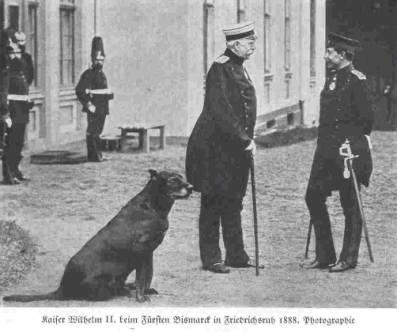 Kaiser Wilhelm II. beim Fürsten Bismarck in Friedrichsruh 1888. Photographie